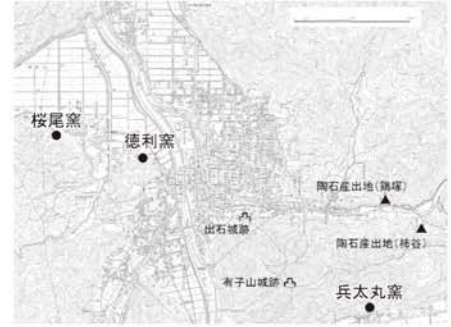 桜尾窯
徳利窯
陶石産出地(鶏塚)
出石城跡
陶石産出地(柿谷)
有子山城跡
兵太丸窯